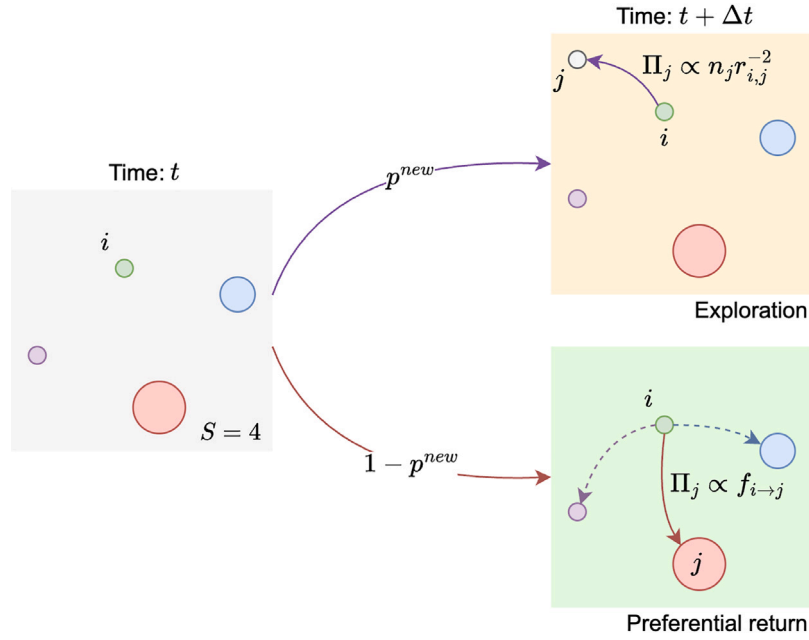 Time: t
i
S = 4
p^{new}
1 − p^{new}
Time: t + Δt
j
Π_j ∝ n_j r_{i,j}^{-2}
i
Exploration
i
Π_j ∝ f_{i→j}
j
Preferential return